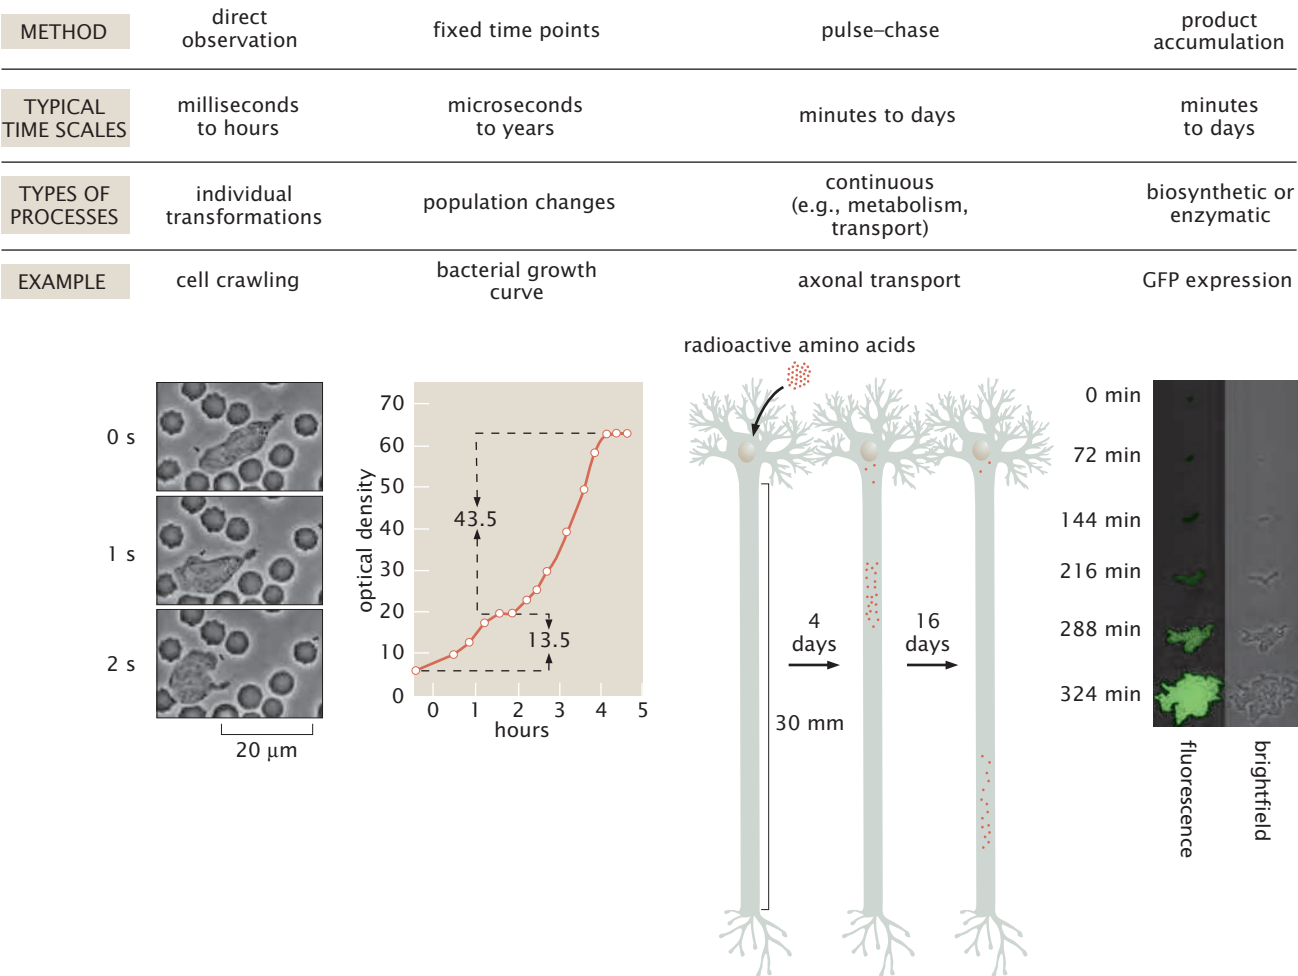 METHOD
direct
observation
fixed time points
pulse–chase
product
accumulation
TYPICAL
TIME SCALES
milliseconds
to hours
microseconds
to years
minutes to days
minutes
to days
TYPES OF
PROCESSES
individual
transformations
population changes
continuous
(e.g., metabolism,
transport)
biosynthetic or
enzymatic
EXAMPLE
cell crawling
bacterial growth
curve
axonal transport
GFP expression
0 s
1 s
2 s
20 μm
optical density
70
60
50
40
30
20
10
0
43.5
13.5
0 1 2 3 4 5
hours
radioactive amino acids
4
days
16
days
30 mm
0 min
72 min
144 min
216 min
288 min
324 min
fluorescence
brightfield